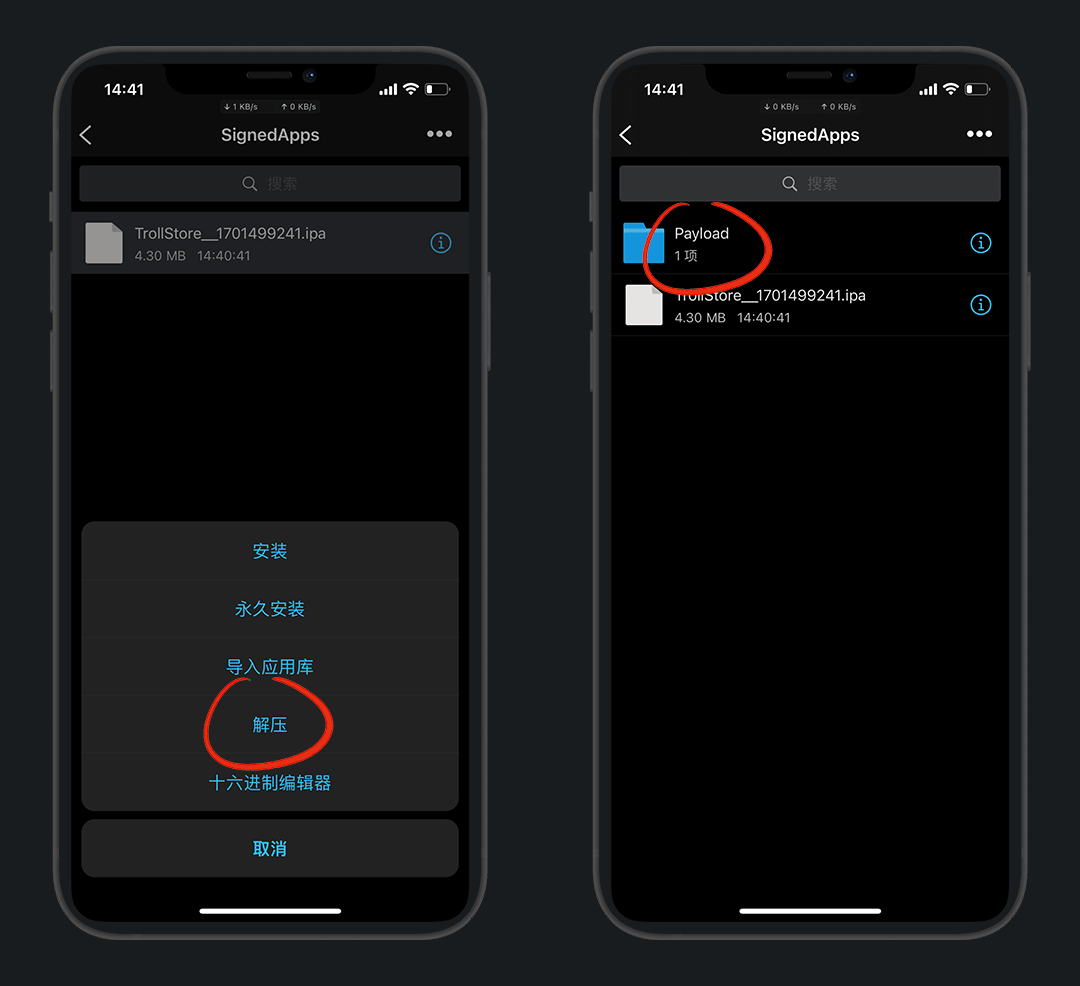 14:41
↓ 1 KB/s ↑ 0 KB/s
SignedApps
搜索
TrollStore__1701499241.ipa
4.30 MB 14:40:41
安装
永久安装
导入应用库
解压
十六进制编辑器
取消
14:41
↓ 0 KB/s ↑ 0 KB/s
SignedApps
搜索
Payload
1 项
TrollStore__1701499241.ipa
4.30 MB 14:40:41